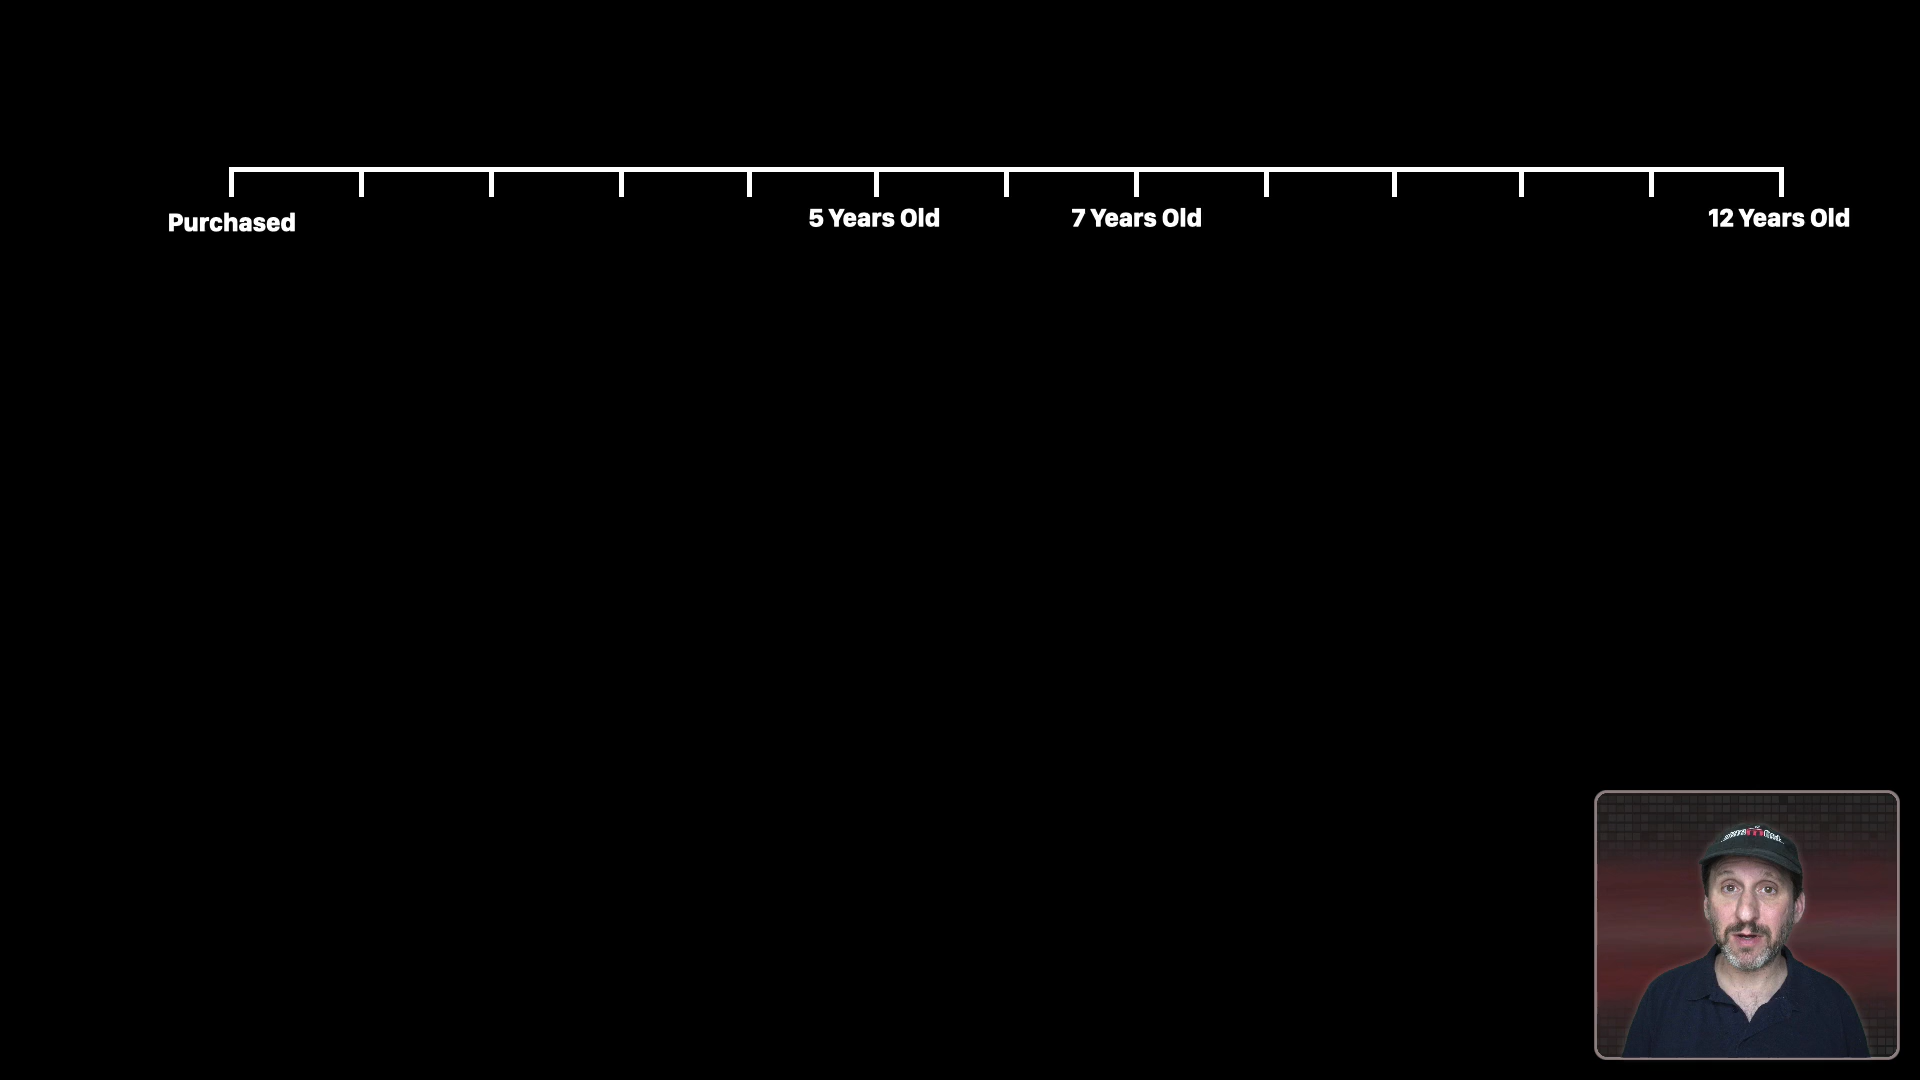 Purchased
5 Years Old
7 Years Old
12 Years Old